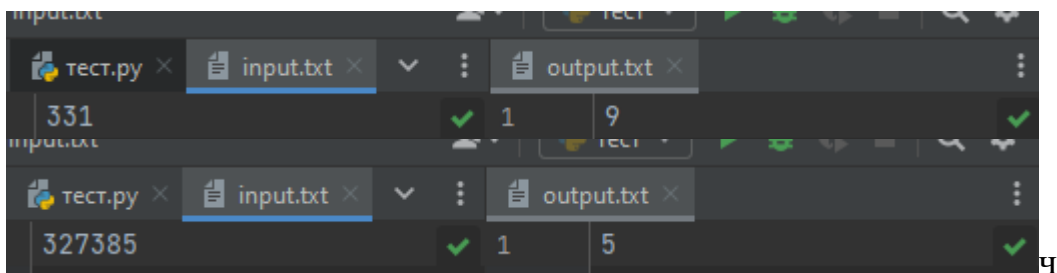 input.txt Тест
тест.py input.txt output.txt
331 1 9
input.txt Тест
тест.py input.txt output.txt
327385 1 5
ч